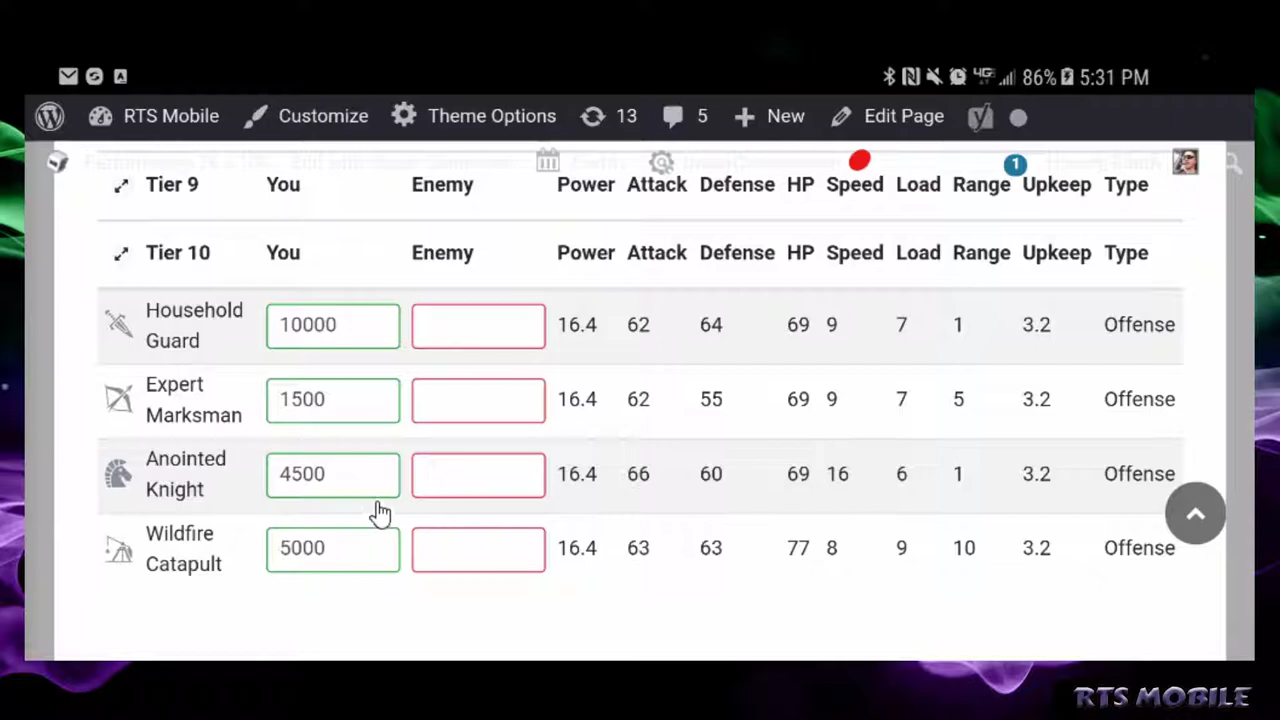 86% 5:31 PM
RTS Mobile Customize Theme Options 13 5 New Edit Page
1
Tier 9 You Enemy Power Attack Defense HP Speed Load Range Upkeep Type
Tier 10 You Enemy Power Attack Defense HP Speed Load Range Upkeep Type
Household
Guard 10000 16.4 62 64 69 9 7 1 3.2 Offense
Expert
Marksman 1500 16.4 62 55 69 9 7 5 3.2 Offense
Anointed
Knight 4500 16.4 66 60 69 16 6 1 3.2 Offense
Wildfire
Catapult 5000 16.4 63 63 77 8 9 10 3.2 Offense
RTS MOBILE